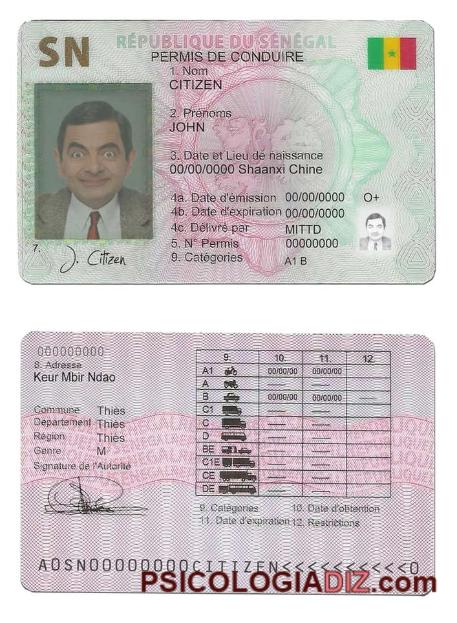 SN
RÉPUBLIQUE DU SÉNÉGAL
PERMIS DE CONDUIRE
1. Nom
CITIZEN
2. Prénoms
JOHN
3. Date et Lieu de naissance
00/00/0000 Shaanxi Chine
4a. Date d'émission 00/00/0000 O+
4b. Date d'expiration 00/00/0000
4c. Délivré par MITTD
5. N° Permis 00000000
9. Catégories A1 B
7.
J. Citizen
000000000
8. Adresse
Keur Mbir Ndao
Commune Thiès
Département Thiès
Région Thiès
Genre M
Signature de l'Autorité
9. 10. 11. 12.
A1 00/00/00 00/00/00
A
B 00/00/00 00/00/00
C1
C
D
BE
C1E
CE
DE
9. Catégories 10. Date d'obtention
11. Date d'expiration 12. Restrictions
AOSN00000000CITIZEN<<<<<<<<<<0
PSICOLOGIADIZ.com